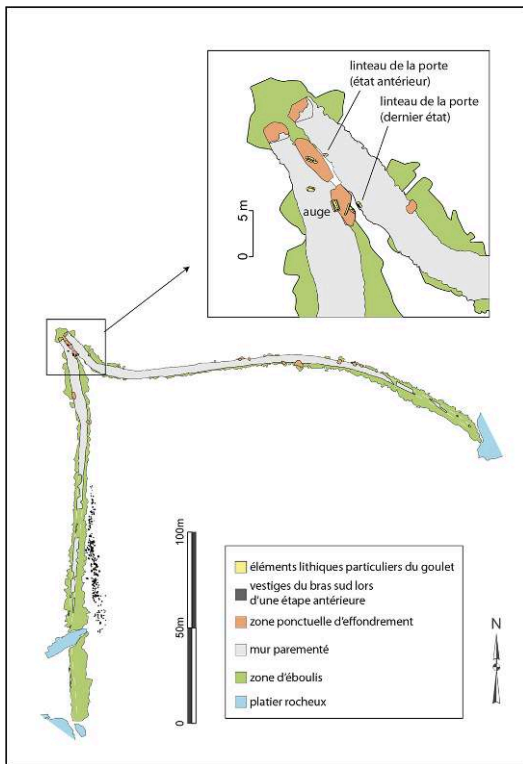 linteau de la porte
(état antérieur)
linteau de la porte
(dernier état)
auge
5 m
0
100m
50m
0
éléments lithiques particuliers du goulet
vestiges du bras sud lors
d'une étape antérieure
zone ponctuelle d'effondrement
mur parementé
zone d'éboulis
platier rocheux
N